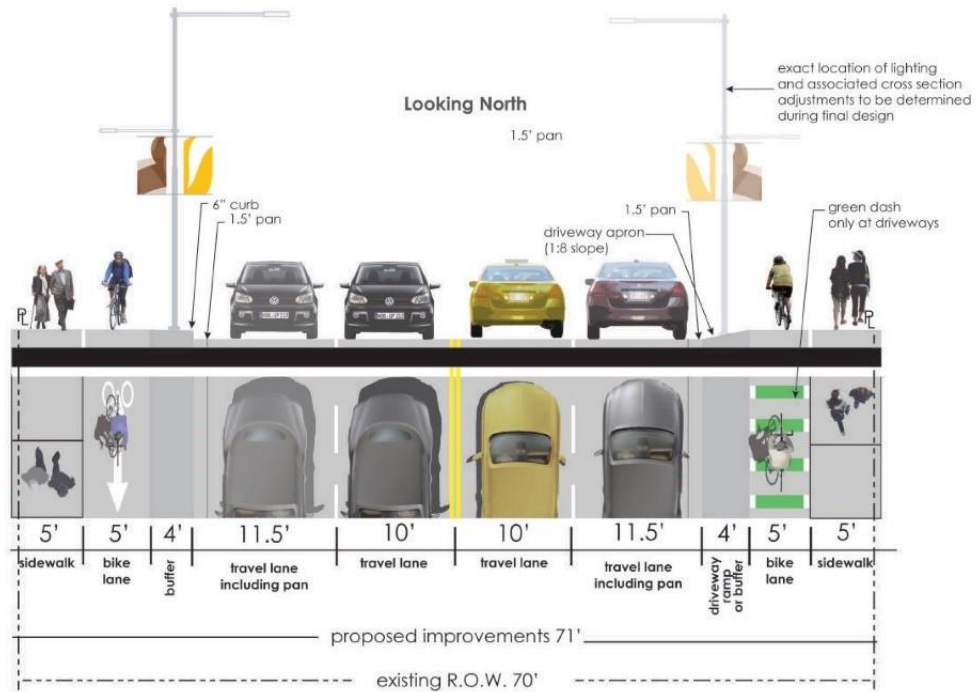 Looking North
1.5' pan
exact location of lighting
and associated cross section
adjustments to be determined
during final design
6" curb
1.5' pan
1.5' pan
driveway apron
(1:8 slope)
green dash
only at driveways
PL
PL
5' 5' 4' 11.5' 10' 10' 11.5' 4' 5' 5'
sidewalk
bike
lane
buffer
travel lane
including pan
travel lane
travel lane
travel lane
including pan
driveway
ramp
or buffer
bike
lane
sidewalk
proposed improvements 71'
existing R.O.W. 70'